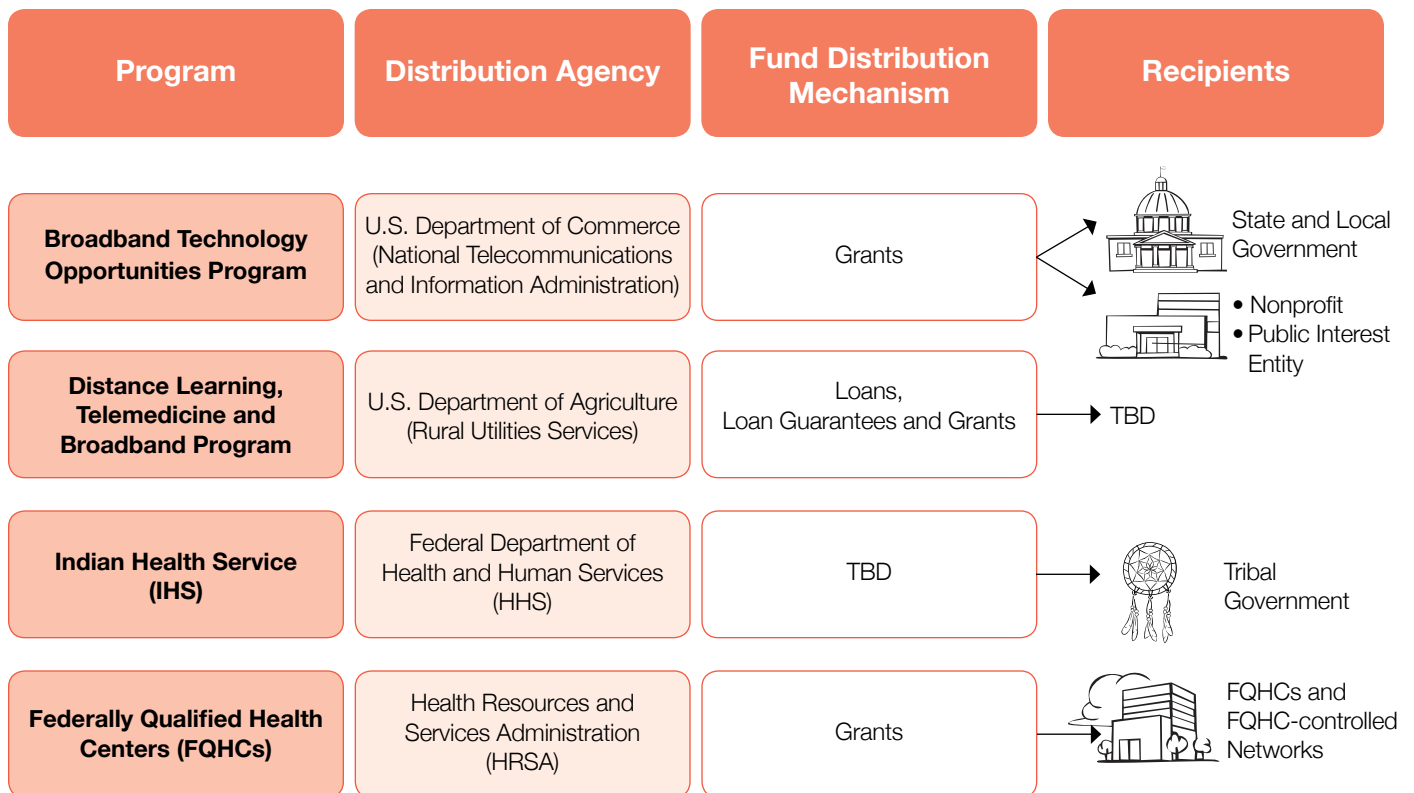 Program
Distribution Agency
Fund Distribution
Mechanism
Recipients
Broadband Technology
Opportunities Program
U.S. Department of Commerce
(National Telecommunications
and Information Administration)
Grants
State and Local
Government
• Nonprofit
• Public Interest
Entity
Distance Learning,
Telemedicine and
Broadband Program
U.S. Department of Agriculture
(Rural Utilities Services)
Loans,
Loan Guarantees and Grants
TBD
Indian Health Service
(IHS)
Federal Department of
Health and Human Services
(HHS)
TBD
Tribal
Government
Federally Qualified Health
Centers (FQHCs)
Health Resources and
Services Administration
(HRSA)
Grants
FQHCs and
FQHC-controlled
Networks